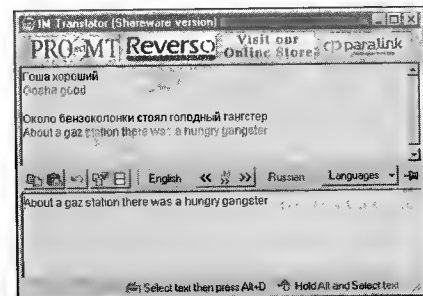 IM Translator (Shareware version)
PROMT Reverso Visit our Online Store paralink
Гоша хороший
Gosha good
Около бензоколонки стоял голодный гангстер
About a gaz station there was a hungry gangster
English << >> Russian Languages
About a gaz station there was a hungry gangster
Select text then press Alt+D Hold Alt and Select text